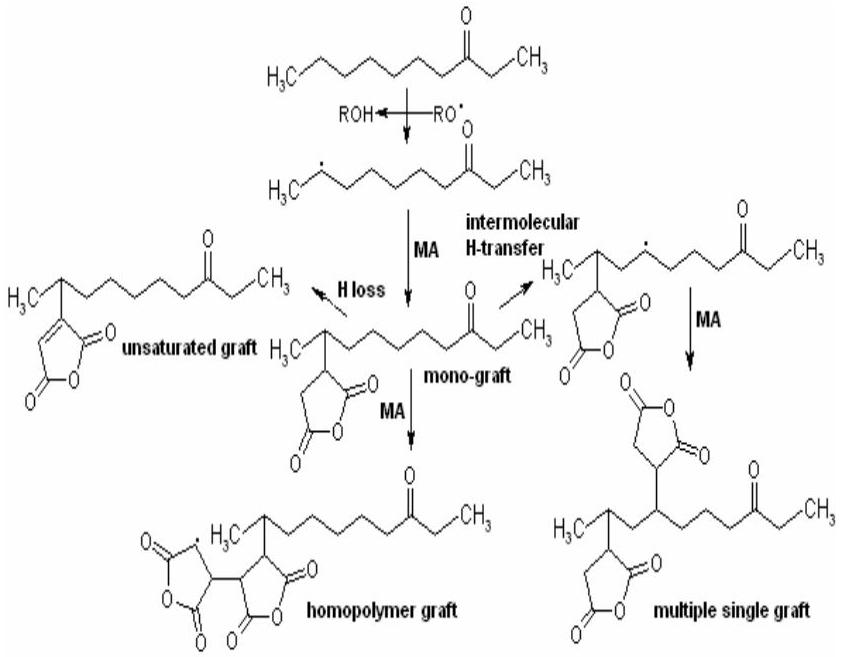 O
H₃C CH₃
ROH RO•
O
H₃C CH₃
intermolecular
H-transfer
MA
O
H₃C CH₃
O
O
O
unsaturated graft
H loss
O
H₃C CH₃
O
O
O
mono-graft
O
H₃C CH₃
O
O
O
MA
MA
O
H₃C CH₃
O
O
O
O
O
O
homopolymer graft
O
O
O
O
H₃C CH₃
O
O
O
multiple single graft